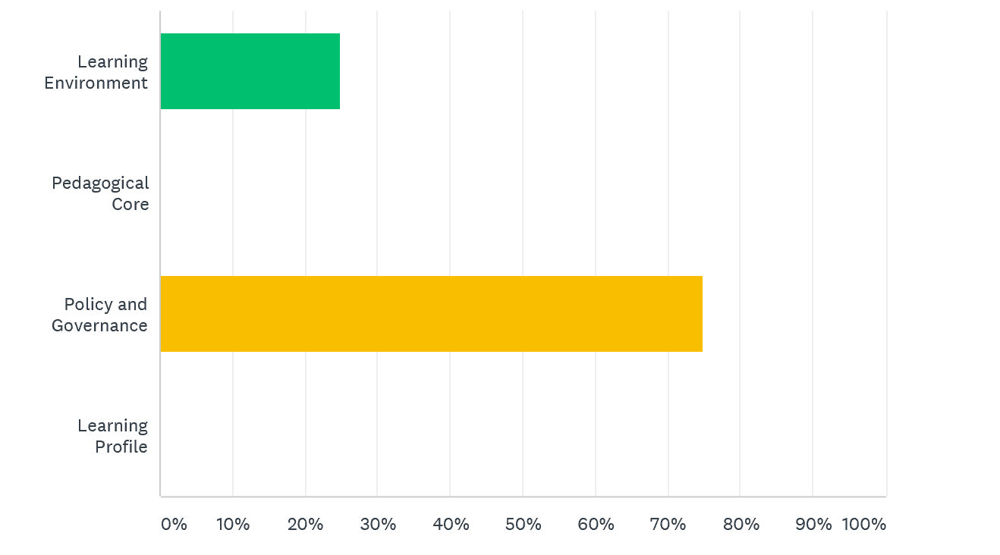 Learning
Environment
Pedagogical
Core
Policy and
Governance
Learning
Profile
0% 10% 20% 30% 40% 50% 60% 70% 80% 90% 100%